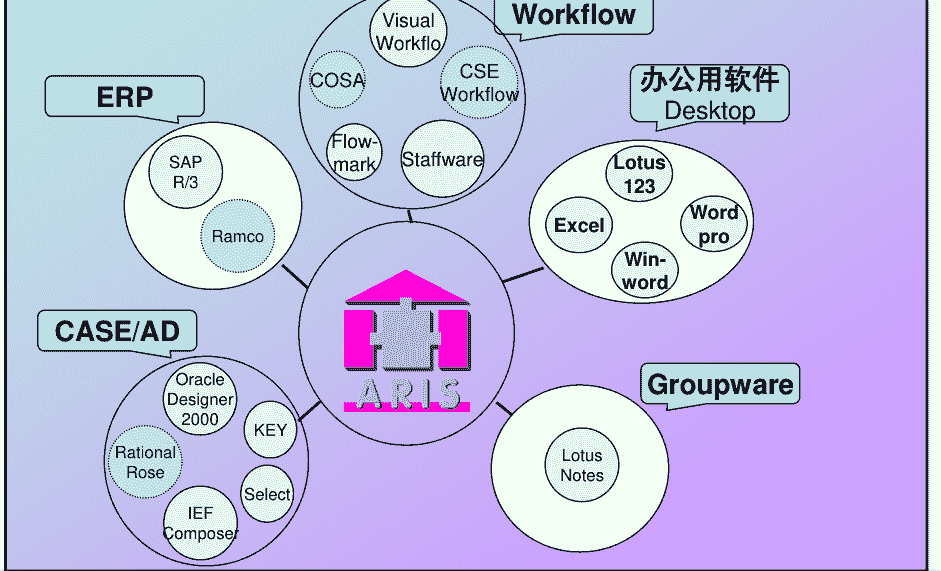 Workflow
Visual
Workflo
COSA
CSE
Workflow
Flow-
mark
Staffware
ERP
SAP
R/3
Ramco
办公用软件
Desktop
Lotus
123
Excel
Word
pro
Win-
word
ARIS
CASE/AD
Oracle
Designer
2000
KEY
Rational
Rose
Select
IEF
Composer
Groupware
Lotus
Notes